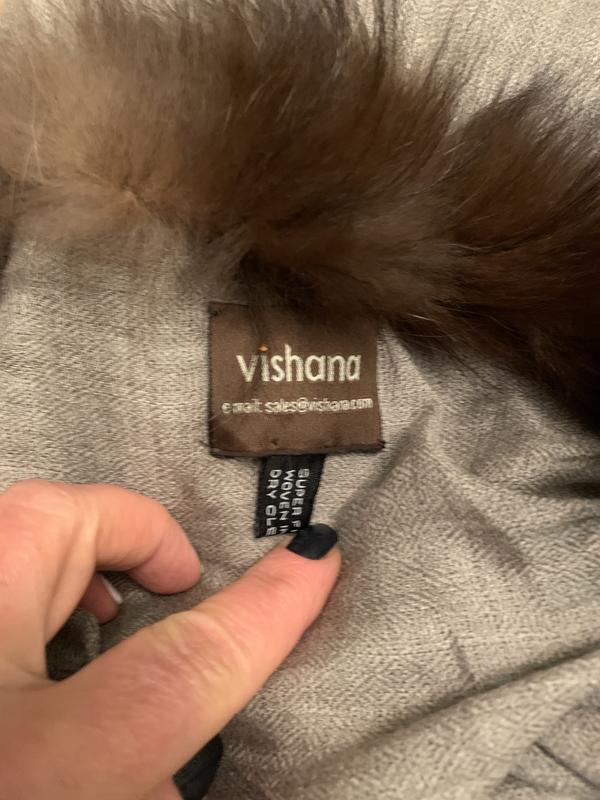 vishana
e mail: sales@vishana.com
SUPER F
WOVEN I
DRY CLE